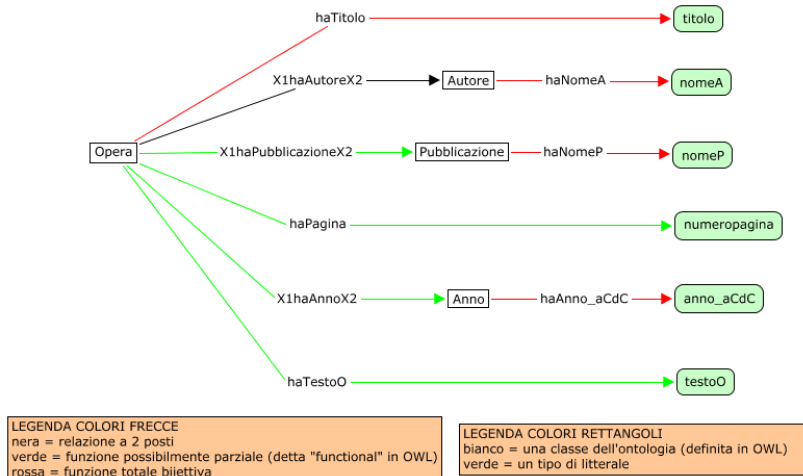 haTitolo titolo
X1haAutoreX2 Autore haNomeA nomeA
Opera X1haPubblicazioneX2 Pubblicazione haNomeP nomeP
haPagina numeropagina
X1haAnnoX2 Anno haAnno_aCdC anno_aCdC
haTestoO testoO
LEGENDA COLORI FRECCE
nera = relazione a 2 posti
verde = funzione possibilmente parziale (detta "functional" in OWL)
rossa = funzione totale biiettiva
LEGENDA COLORI RETTANGOLI
bianco = una classe dell'ontologia (definita in OWL)
verde = un tipo di litterale